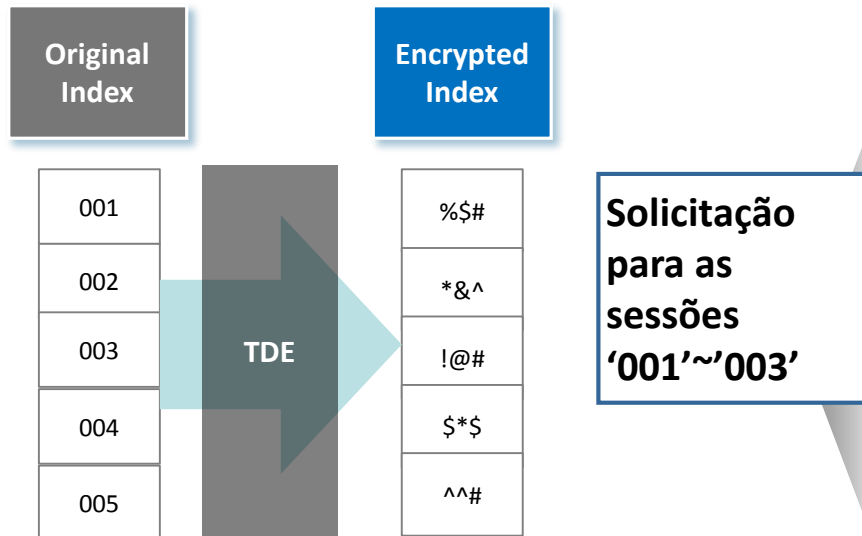 Original
Index
Encrypted
Index
001
002
003
004
005
TDE
%$#
*&^
!@#
$*$
^^#
Solicitação
para as
sessões
‘001’~’003’